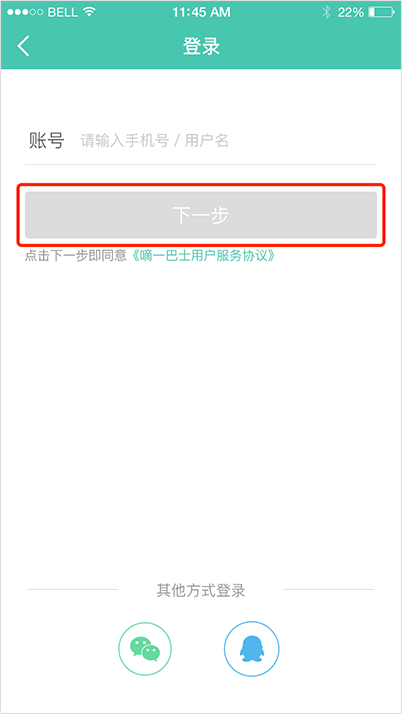 BELL 11:45 AM 22%
登录
账号 请输入手机号 / 用户名
下一步
点击下一步即同意《嘀一巴士用户服务协议》
其他方式登录